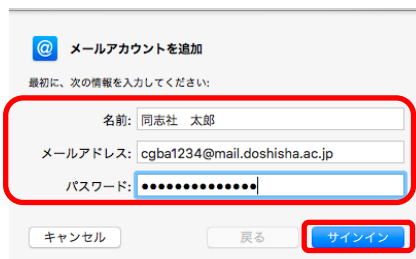 @ メールアカウントを追加
最初に、次の情報を入力してください:
名前: 同志社 太郎
メールアドレス: cgba1234@mail.doshisha.ac.jp
パスワード: ●●●●●●●●●●●●●●
キャンセル 戻る サインイン